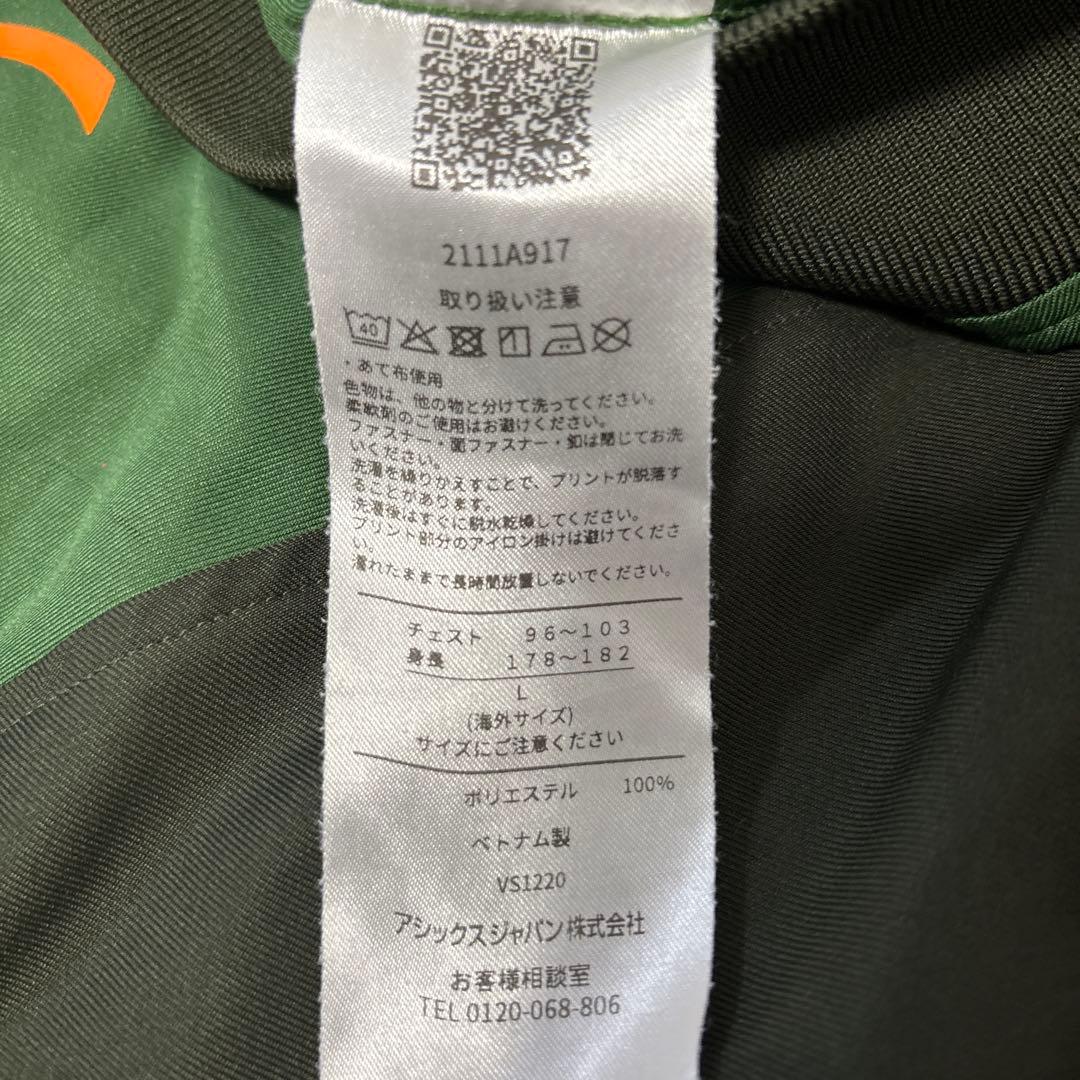 2111A917
取り扱い注意
40
・あて布使用
色物は、他の物と分けて洗ってください。
柔軟剤のご使用はお避けください。
ファスナー・面ファスナー・釦は閉じてお洗
いください。
洗濯を繰りかえすことで、プリントが脱落す
ることがあります。
洗濯後はすぐに脱水乾燥してください。
プリント部分のアイロン掛けは避けてくださ
い。
濡れたままで長時間放置しないでください。
チェスト 96～103
身長 178～182
L
(海外サイズ)
サイズにご注意ください
ポリエステル 100%
ベトナム製
VS1220
アシックスジャパン株式会社
お客様相談室
TEL 0120-068-806